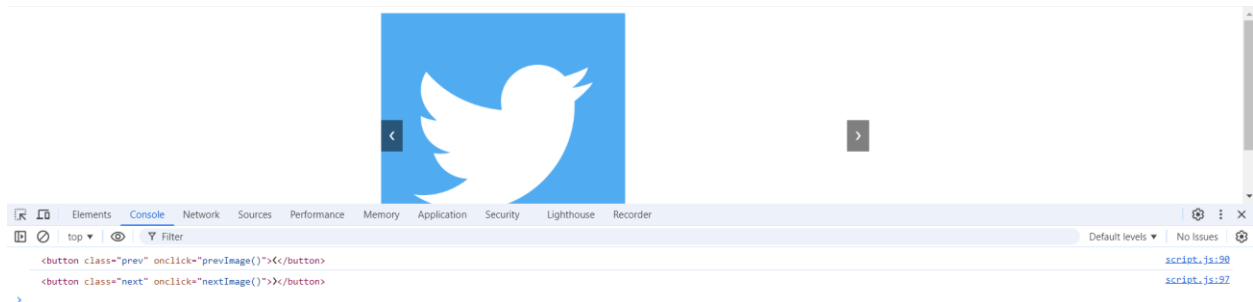 ❮ ❯
Elements Console Network Sources Performance Memory Application Security Lighthouse Recorder
top ▼ Filter Default levels ▼ No Issues
<button class="prev" onclick="prevImage()">❮</button> script.js:90
<button class="next" onclick="nextImage()">❯</button> script.js:97
>